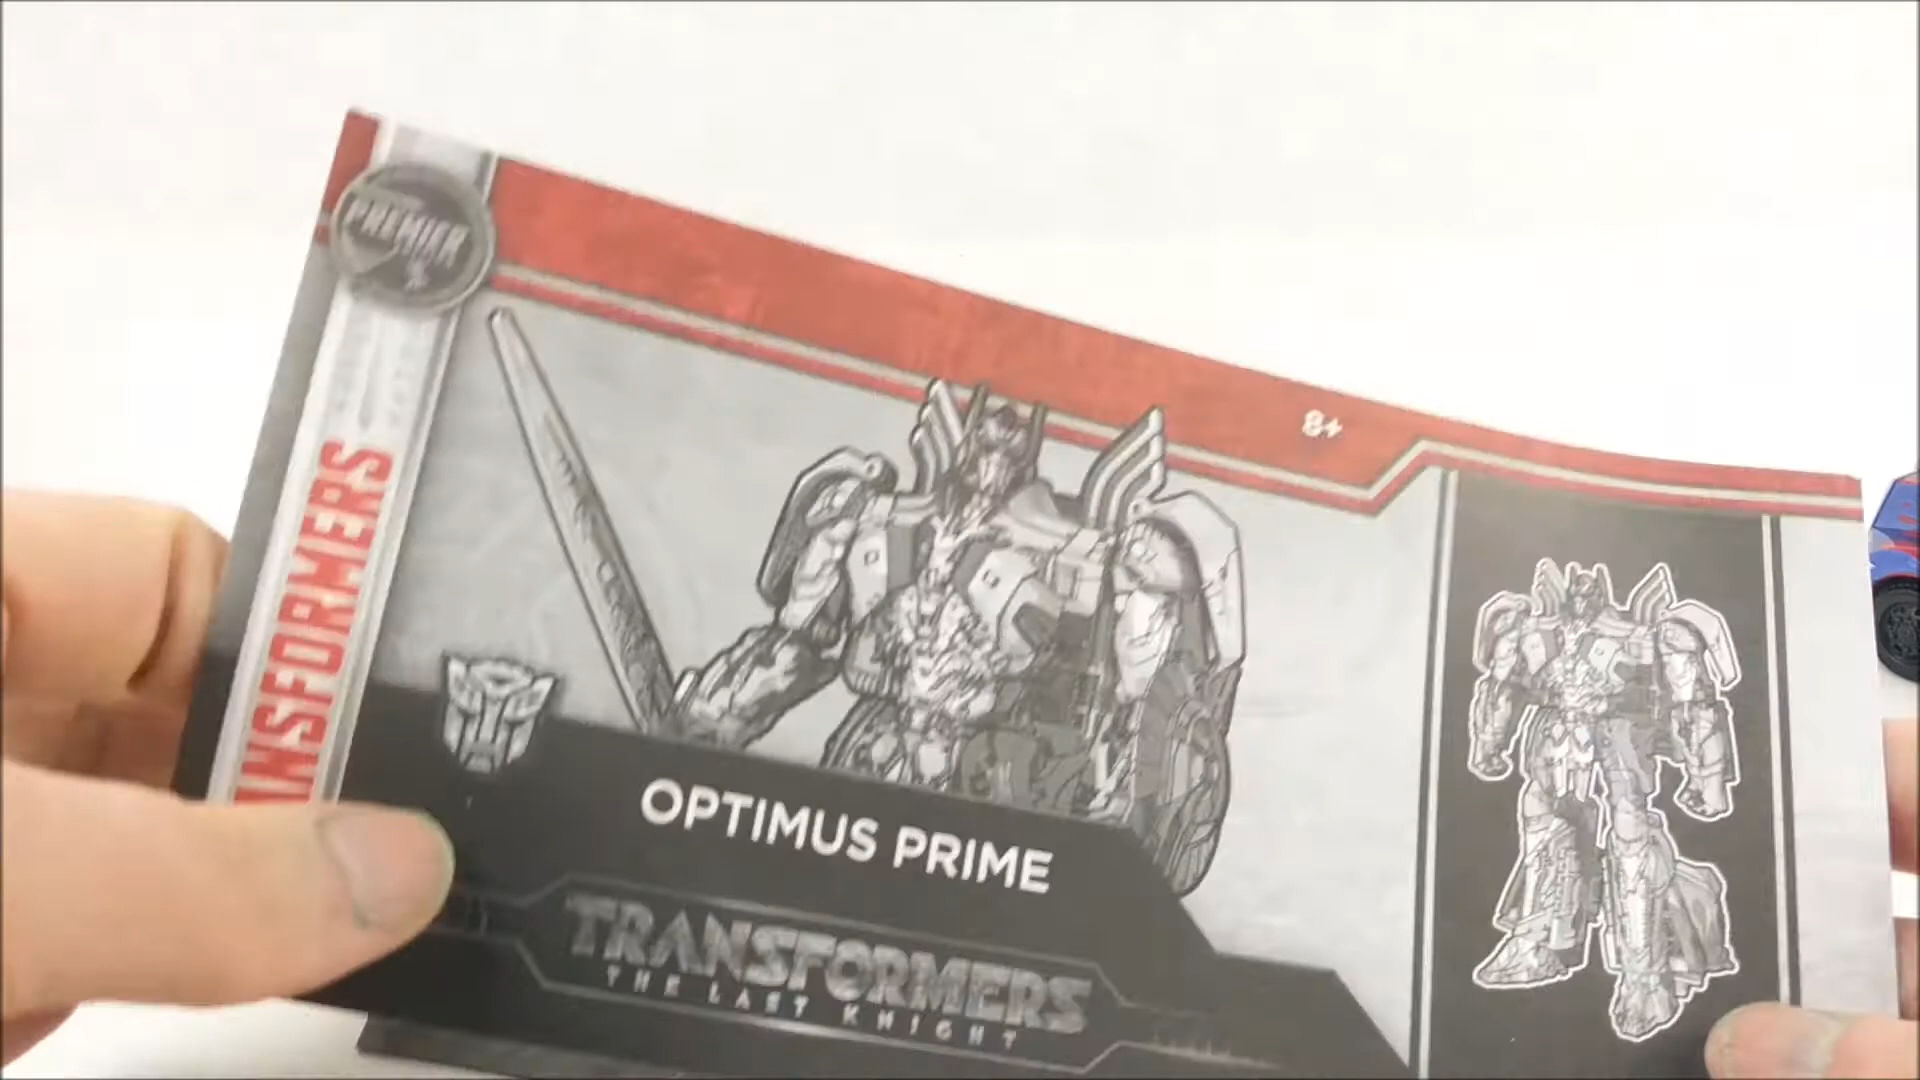 PREMIER
8+
TRANSFORMERS
OPTIMUS PRIME
TRANSFORMERS
THE LAST KNIGHT